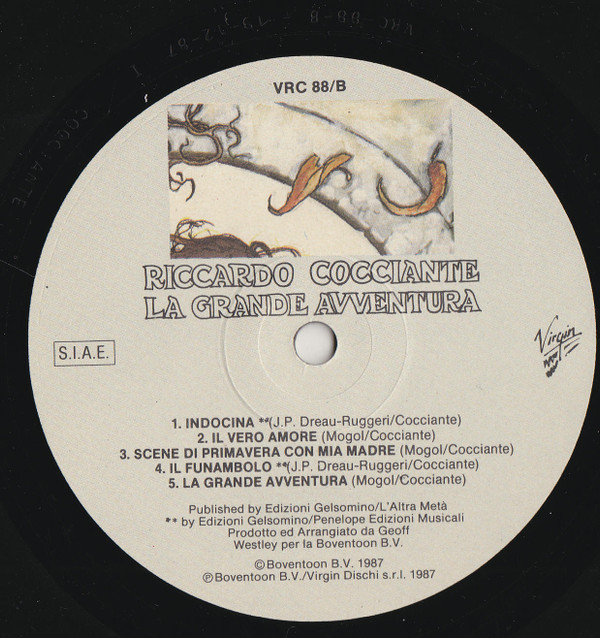 VRC 88/B
RICCARDO COCCIANTE
LA GRANDE AVVENTURA
S.I.A.E.
Virgin
1. INDOCINA **(J.P. Dreau-Ruggeri/Cocciante)
2. IL VERO AMORE (Mogol/Cocciante)
3. SCENE DI PRIMAVERA CON MIA MADRE (Mogol/Cocciante)
4. IL FUNAMBOLO **(J.P. Dreau-Ruggeri/Cocciante)
5. LA GRANDE AVVENTURA (Mogol/Cocciante)
Published by Edizioni Gelsomino/L'Altra Metà
** by Edizioni Gelsomino/Penelope Edizioni Musicali
Prodotto ed Arrangiato da Geoff
Westley per la Boventoon B.V.
©Boventoon B.V. 1987
℗Boventoon B.V./Virgin Dischi s.r.l. 1987
COCCIANTE